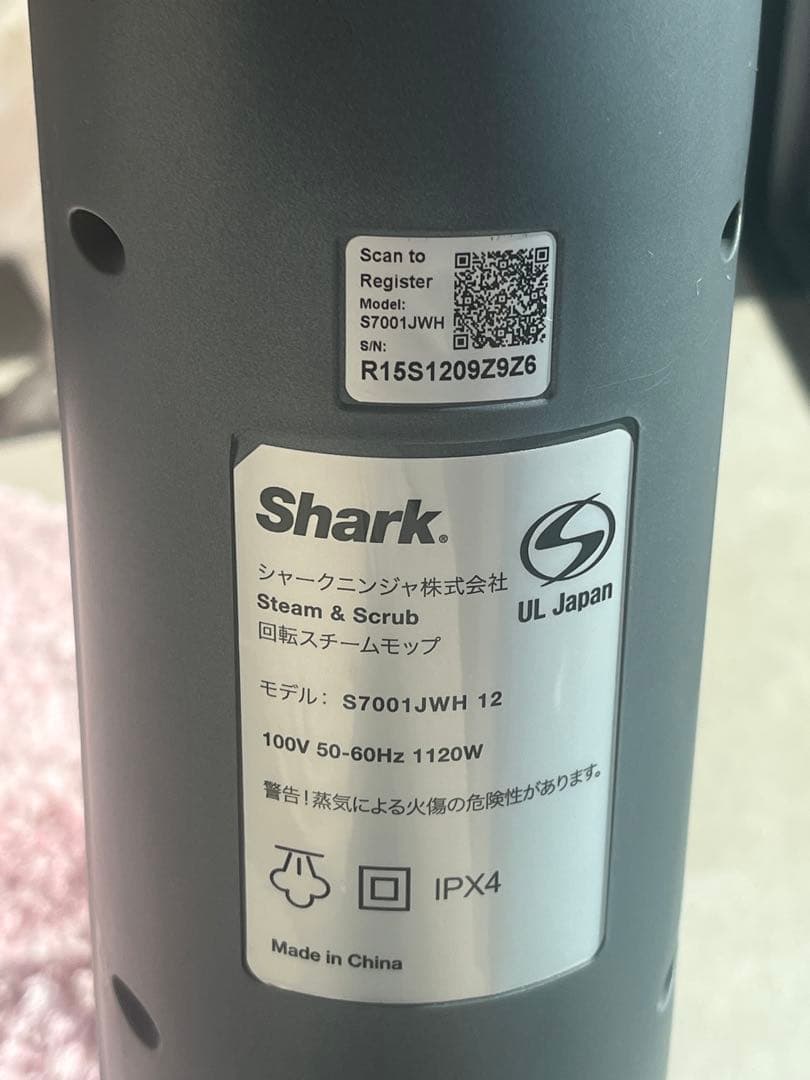 Scan to
Register
Model:
S7001JWH
S/N:
R15S1209Z9Z6
Shark®
シャークニンジャ株式会社
Steam & Scrub
回転スチームモップ
UL Japan
モデル: S7001JWH 12
100V 50-60Hz 1120W
警告!蒸気による火傷の危険性があります。
IPX4
Made in China